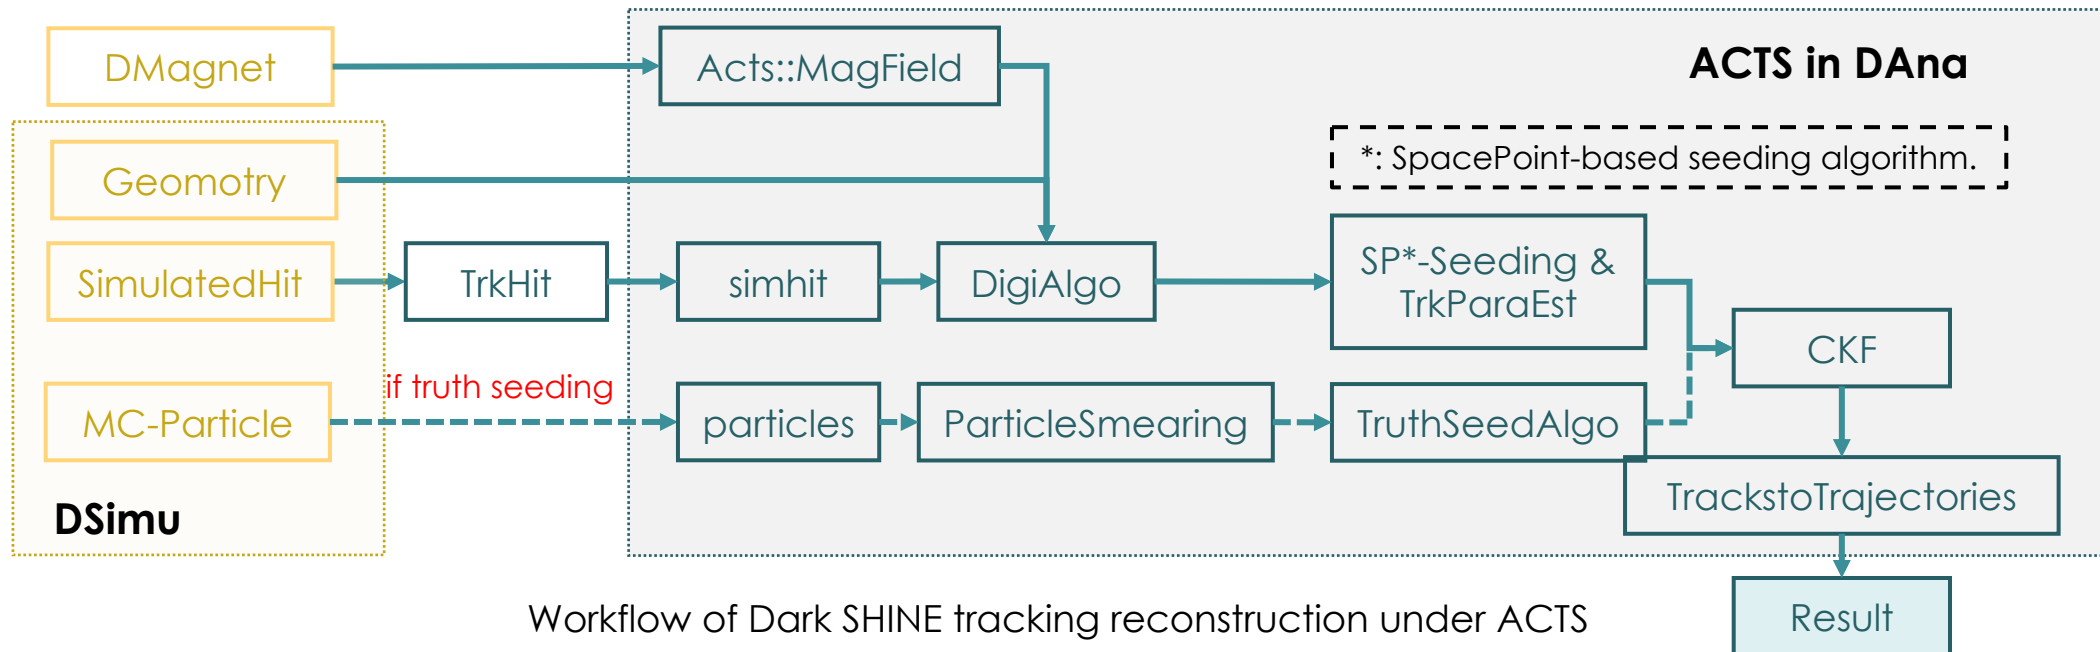 DMagnet
Acts::MagField
ACTS in DAna
*: SpacePoint-based seeding algorithm.
Geomotry
SimulatedHit
TrkHit
simhit
DigiAlgo
SP*-Seeding &
TrkParaEst
CKF
if truth seeding
MC-Particle
particles
ParticleSmearing
TruthSeedAlgo
TrackstoTrajectories
DSimu
Workflow of Dark SHINE tracking reconstruction under ACTS
Result